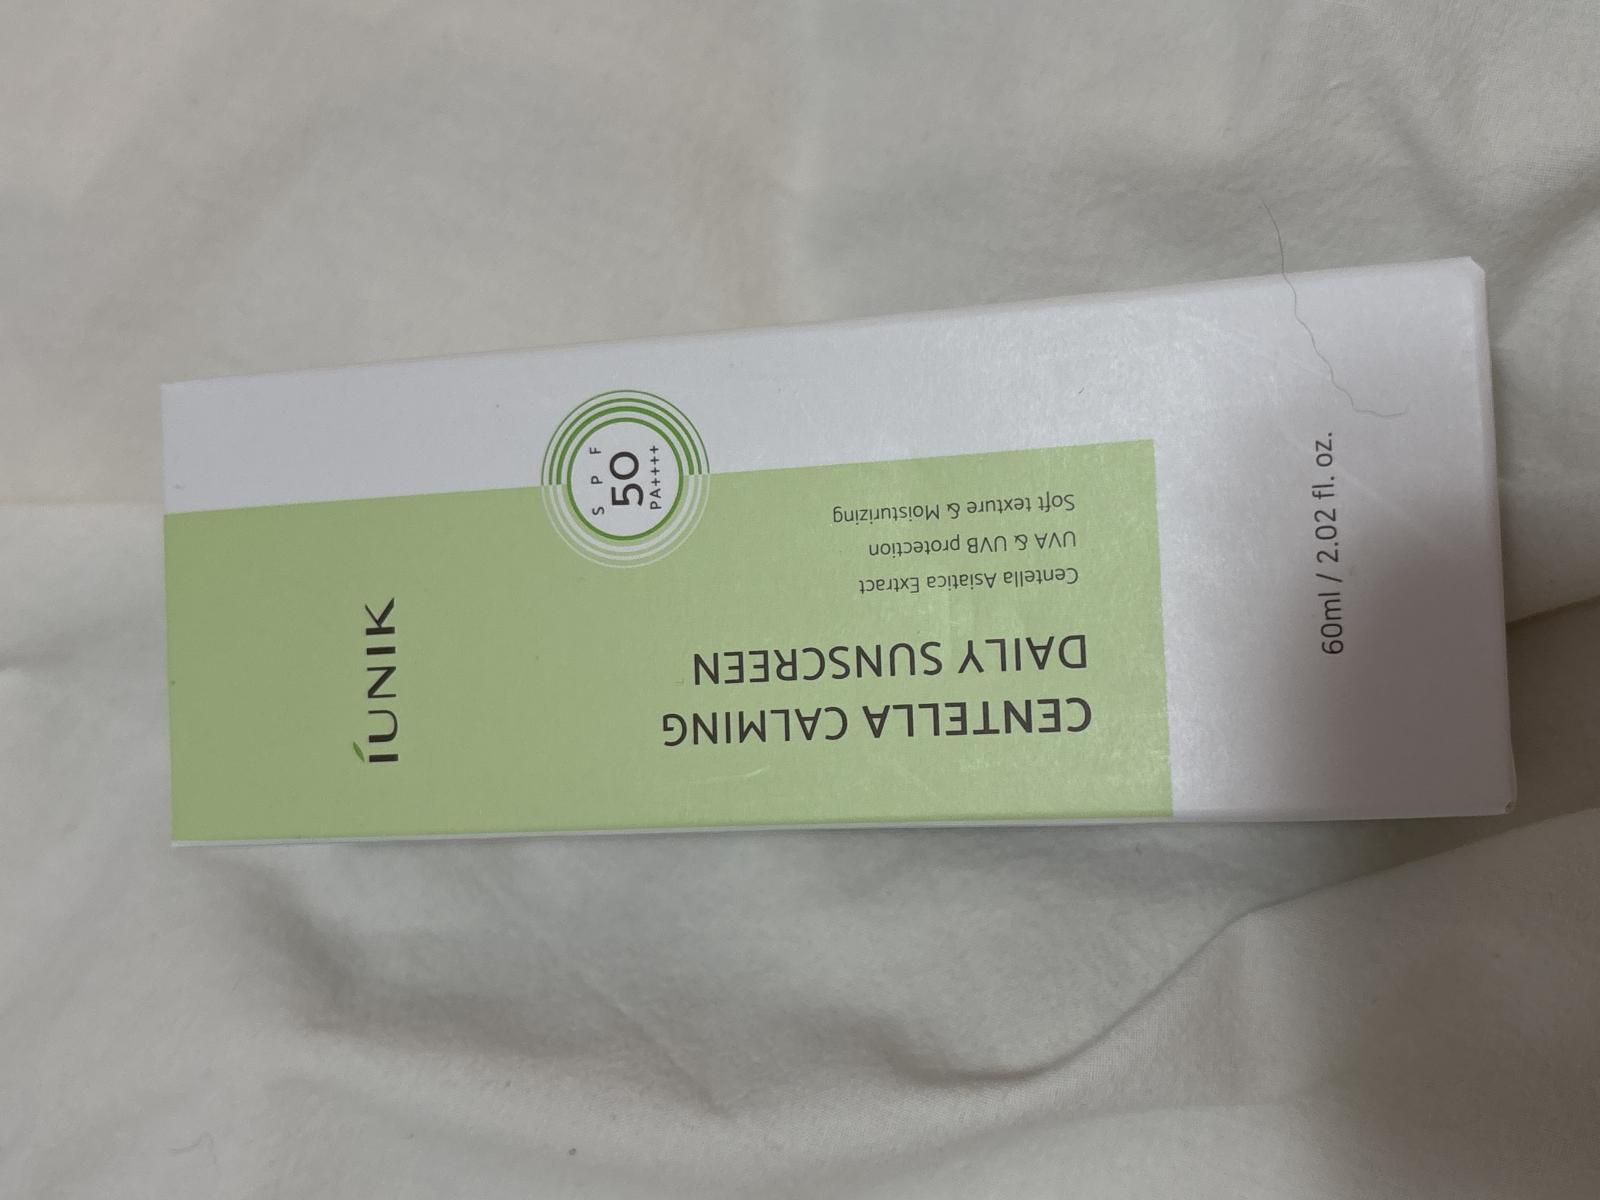 IUNIK
S P F
50
PA++++
CENTELLA CALMING
DAILY SUNSCREEN
Centella Asiatica Extract
UVA & UVB protection
Soft texture & Moisturizing
60ml / 2.02 fl. oz.